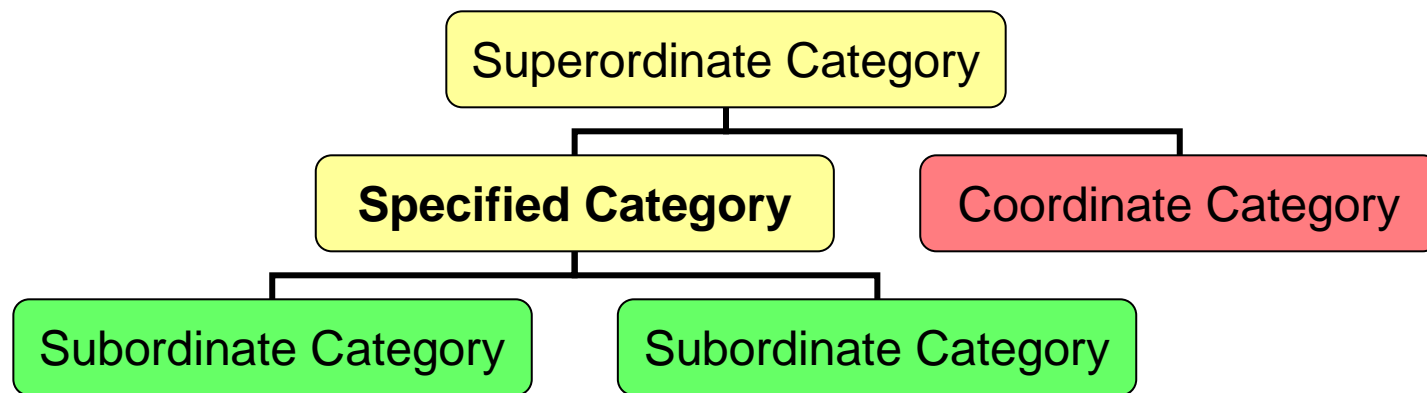 Superordinate Category
Specified Category
Coordinate Category
Subordinate Category
Subordinate Category